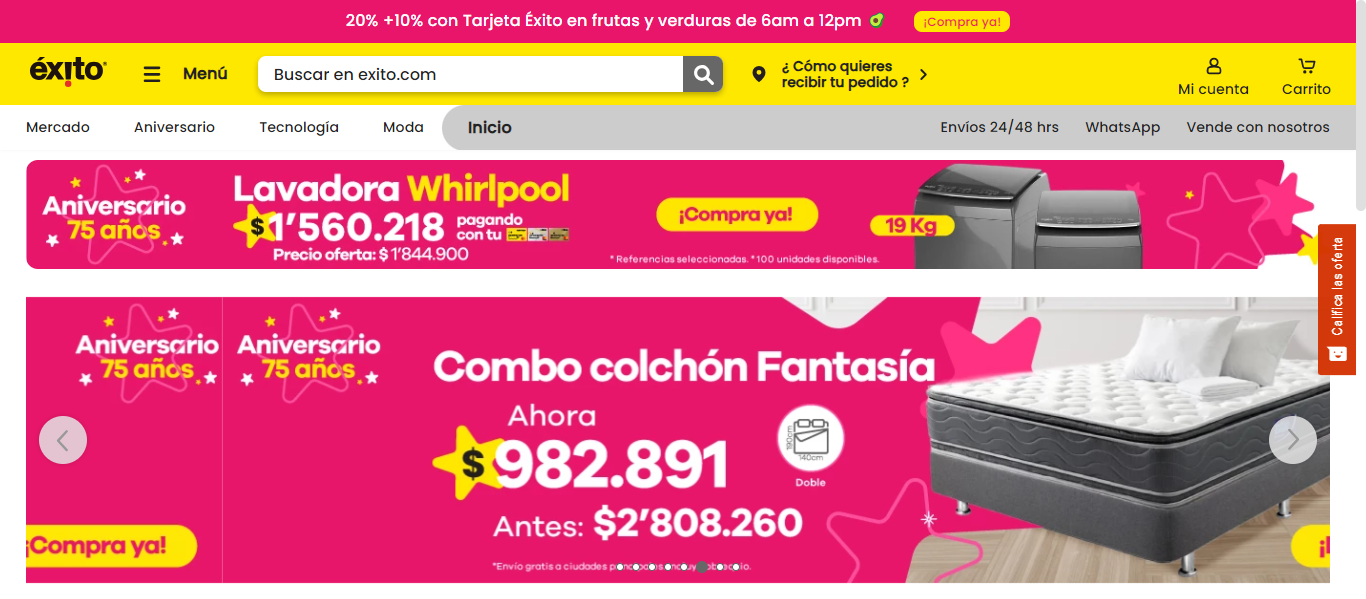 20% +10% con Tarjeta Éxito en frutas y verduras de 6am a 12pm
¡Compra ya!
éxito
Menú
Buscar en exito.com
¿ Cómo quieres
recibir tu pedido ?
Mi cuenta
Carrito
Mercado
Aniversario
Tecnología
Moda
Inicio
Envíos 24/48 hrs
WhatsApp
Vende con nosotros
Aniversario
75 años
Lavadora Whirlpool
$1'560.218
pagando
con tu
Precio oferta: $1'844.900
¡Compra ya!
19 Kg
* Referencias seleccionadas. *100 unidades disponibles.
Califica las oferta
Aniversario
75 años
¡Compra ya!
Aniversario
75 años
Combo colchón Fantasía
Ahora
$982.891
190cm
140cm
Doble
Antes: $2'808.260
*Envío gratis a ciudades